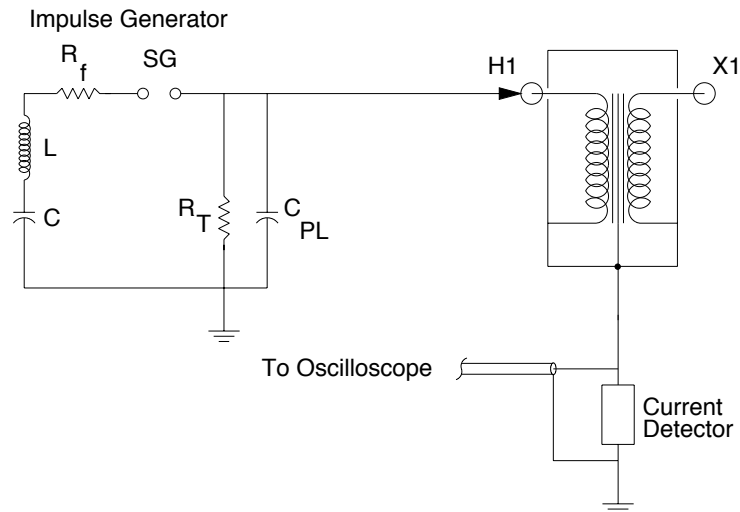 Impulse Generator
R
f
SG
L
C
R
T
C
PL
H1
X1
To Oscilloscope
Current
Detector